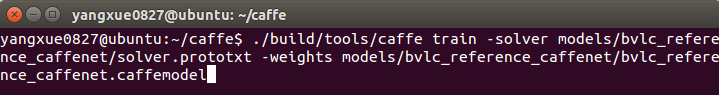 yangxue0827@ubuntu: ~/caffe
yangxue0827@ubuntu:~/caffe$ ./build/tools/caffe train -solver models/bvlc_refere
nce_caffenet/solver.prototxt -weights models/bvlc_reference_caffenet/bvlc_refere
nce_caffenet.caffemodel